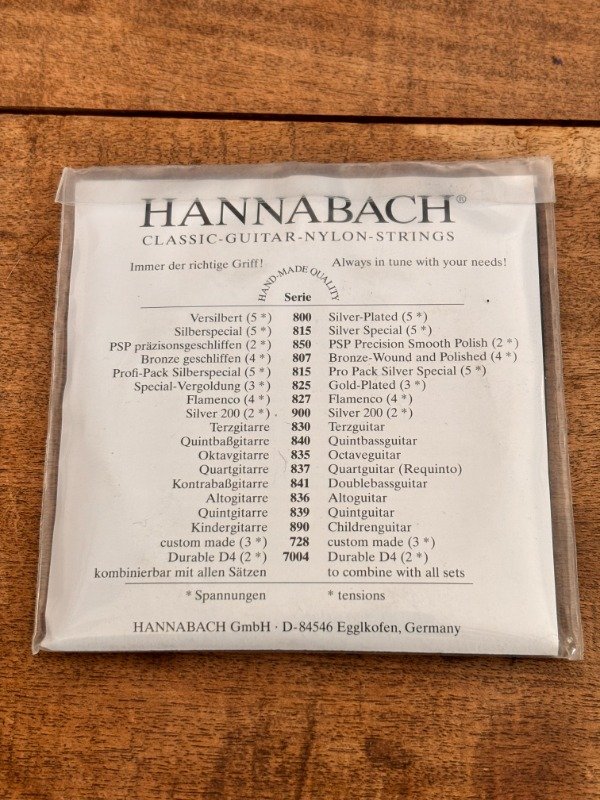 HANNABACH®
CLASSIC-GUITAR-NYLON-STRINGS
Immer der richtige Griff! Always in tune with your needs!
HAND-MADE QUALITY
Serie
Versilbert (5 *) 800 Silver-Plated (5 *)
Silberspecial (5 *) 815 Silver Special (5 *)
PSP präzisonsgeschliffen (2 *) 850 PSP Precision Smooth Polish (2 *)
Bronze geschliffen (4 *) 807 Bronze-Wound and Polished (4 *)
Profi-Pack Silberspecial (5 *) 815 Pro Pack Silver Special (5 *)
Special-Vergoldung (3 *) 825 Gold-Plated (3 *)
Flamenco (4 *) 827 Flamenco (4 *)
Silver 200 (2 *) 900 Silver 200 (2 *)
Terzgitarre 830 Terzguitar
Quintbaßgitarre 840 Quintbassguitar
Oktavgitarre 835 Octaveguitar
Quartgitarre 837 Quartguitar (Requinto)
Kontrabaßgitarre 841 Doublebassguitar
Altogitarre 836 Altoguitar
Quintgitarre 839 Quintguitar
Kindergitarre 890 Childrenguitar
custom made (3 *) 728 custom made (3 *)
Durable D4 (2 *) 7004 Durable D4 (2 *)
kombinierbar mit allen Sätzen to combine with all sets
* Spannungen * tensions
HANNABACH GmbH · D-84546 Egglkofen, Germany